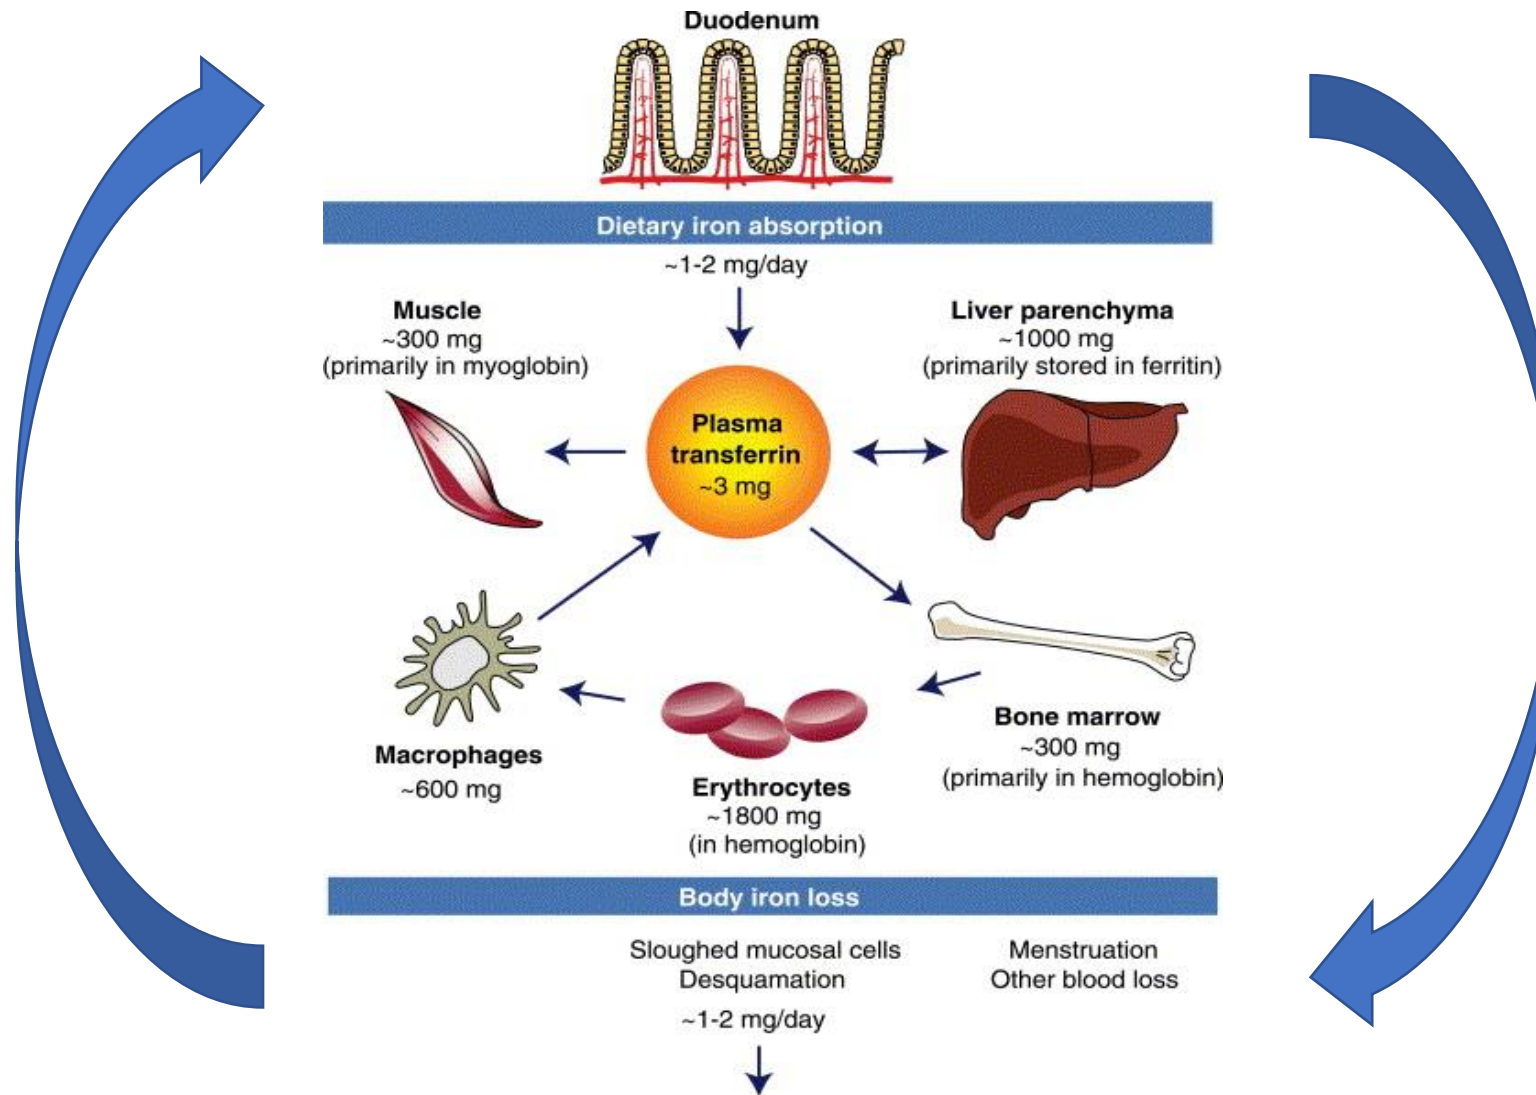 Duodenum
Dietary iron absorption
~1-2 mg/day
Muscle
~300 mg
(primarily in myoglobin)
Liver parenchyma
~1000 mg
(primarily stored in ferritin)
Plasma
transferrin
~3 mg
Macrophages
~600 mg
Erythrocytes
~1800 mg
(in hemoglobin)
Bone marrow
~300 mg
(primarily in hemoglobin)
Body iron loss
Sloughed mucosal cells
Desquamation
~1-2 mg/day
Menstruation
Other blood loss